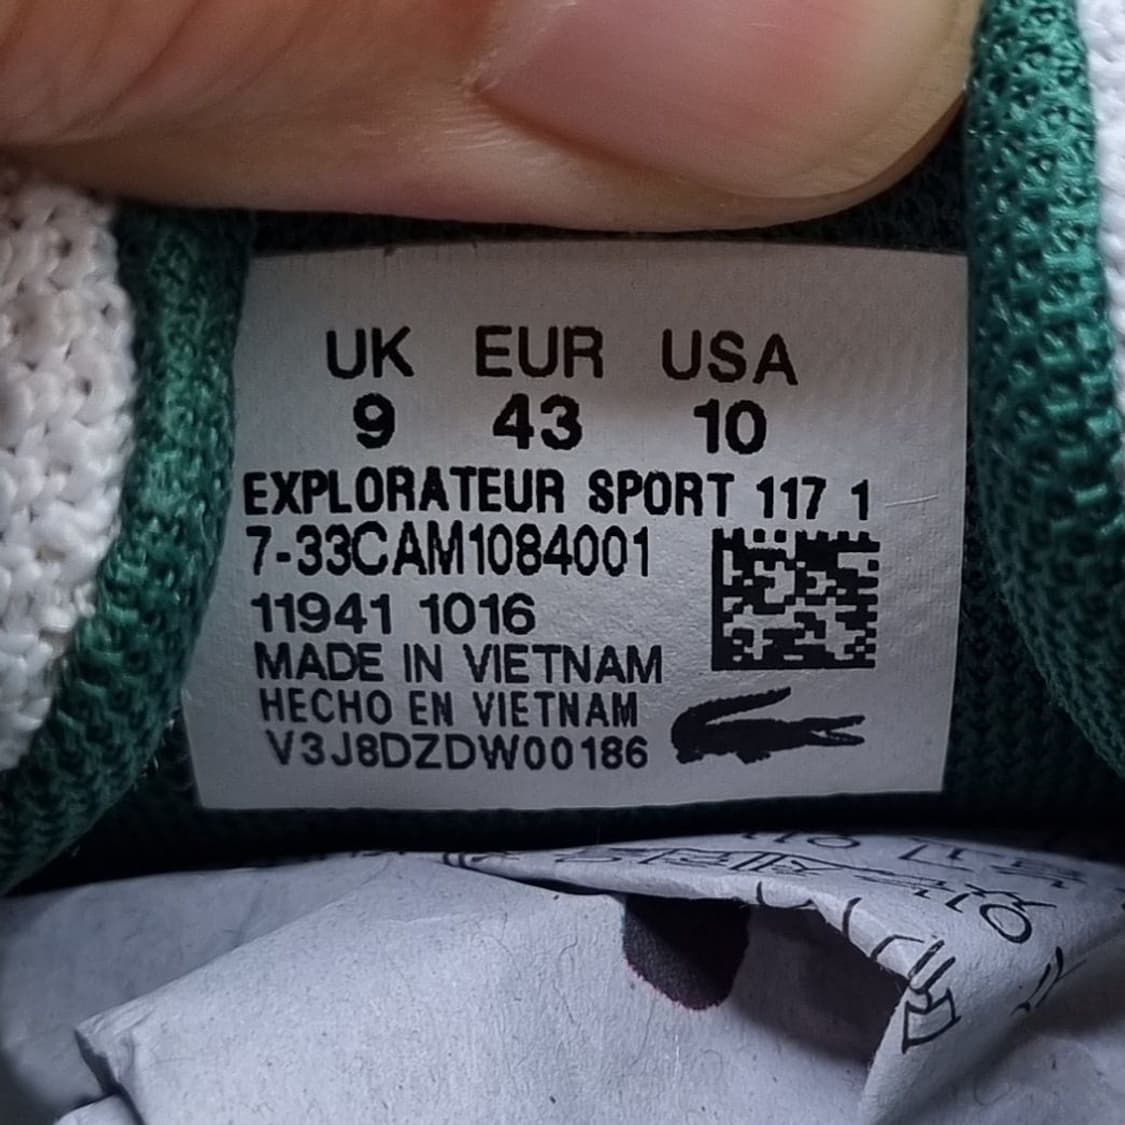 UK EUR USA
9 43 10
EXPLORATEUR SPORT 117 1
7-33CAM1084001
11941 1016
MADE IN VIETNAM
HECHO EN VIETNAM
V3J8DZDW00186